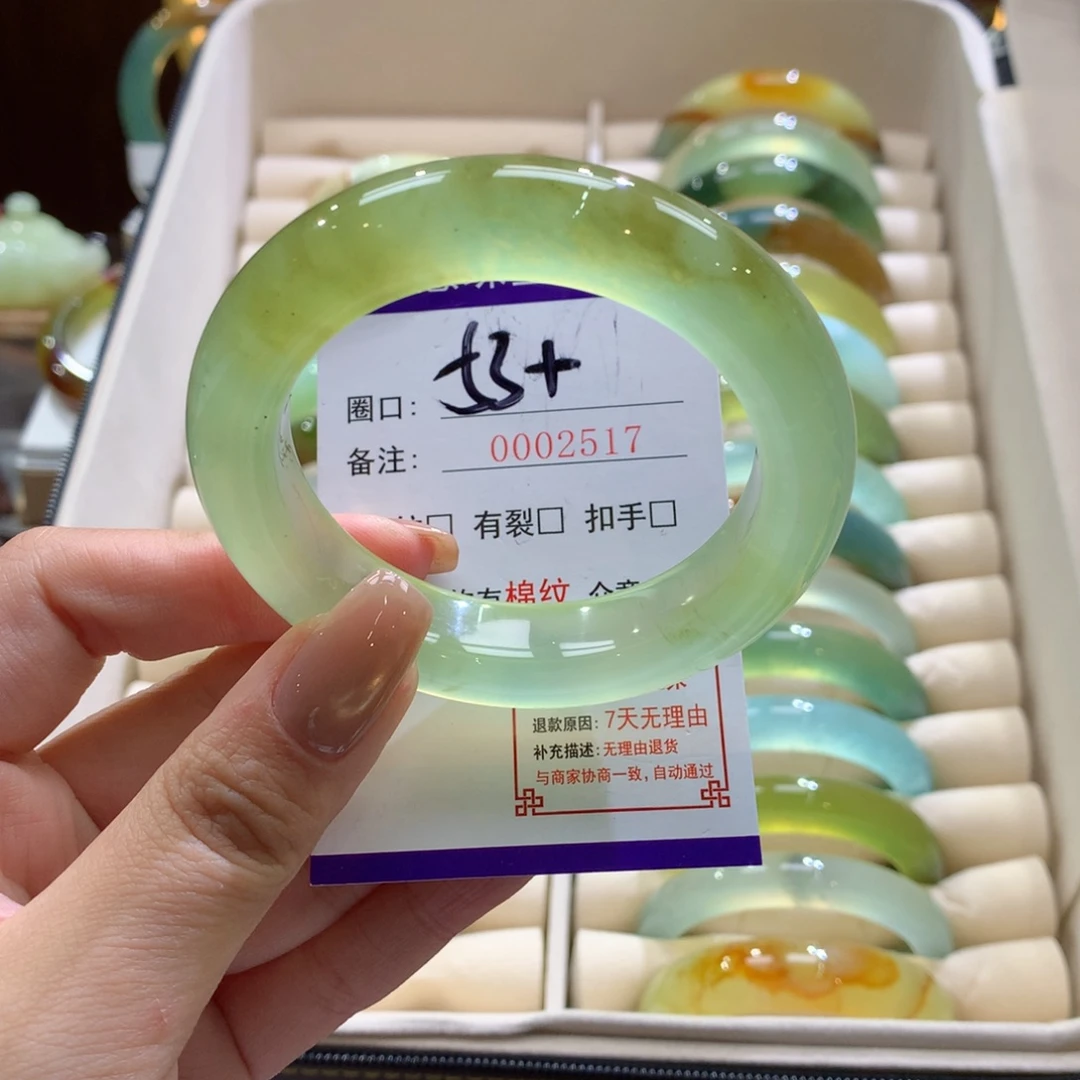 圈口: 53+
备注: 0002517
有裂□ 扣手□
有棉纹
退款原因: 7天无理由
补充描述: 无理由退货
与商家协商一致, 自动通过